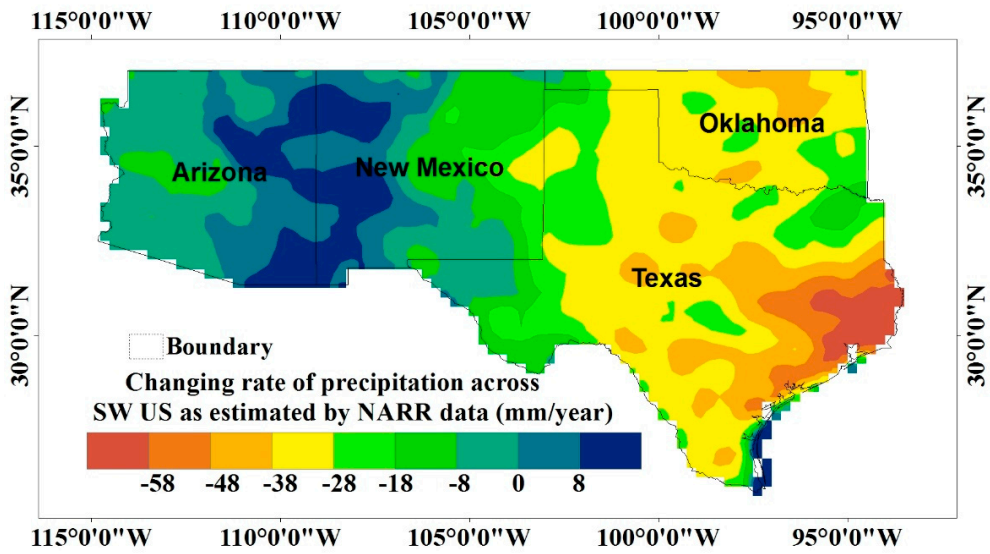 115°0'0"W 110°0'0"W 105°0'0"W 100°0'0"W 95°0'0"W
35°0'0"N
35°0'0"N
Oklahoma
Arizona
New Mexico
Texas
30°0'0"N
30°0'0"N
Boundary
Changing rate of precipitation across
SW US as estimated by NARR data (mm/year)
-58 -48 -38 -28 -18 -8 0 8
115°0'0"W 110°0'0"W 105°0'0"W 100°0'0"W 95°0'0"W